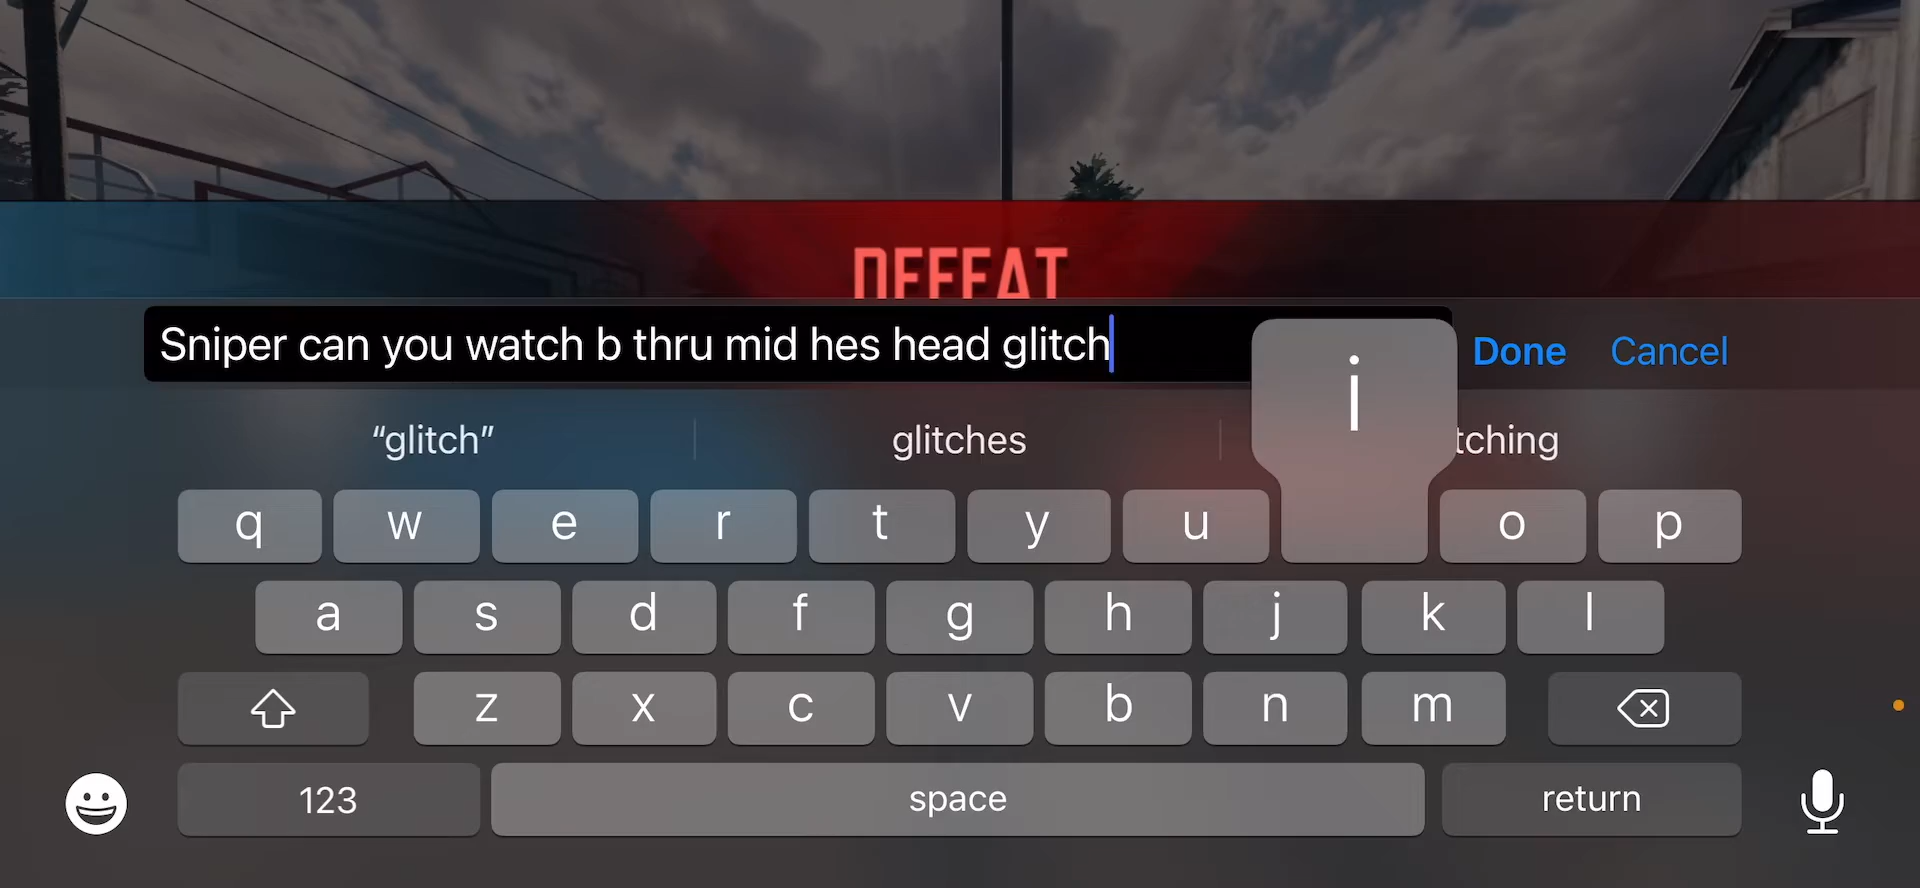 DEFEAT
Sniper can you watch b thru mid hes head glitch
Done Cancel
“glitch” glitches tching
i
q w e r t y u o p
a s d f g h j k l
z x c v b n m
123 space return